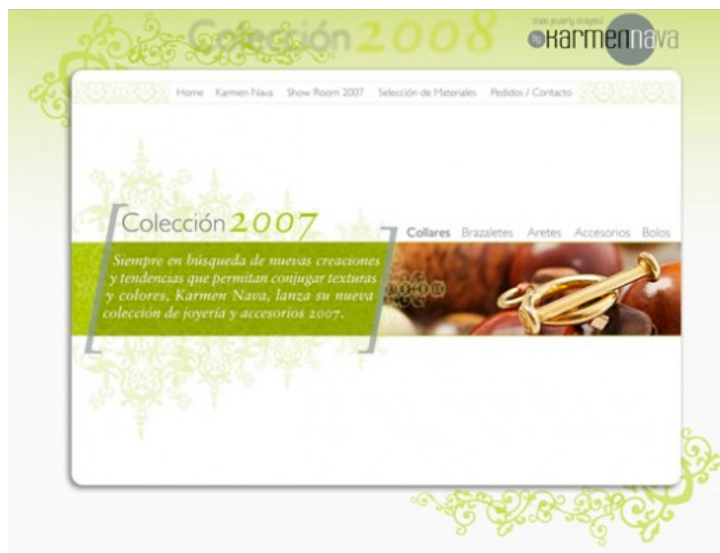 Colección 2008
by Karmen nava
Home Karmen Nava Show Room 2007 Selección de Materiales Pedidos / Contacto
Colección 2007
Collares Brazaletes Aretes Accesorios Bolos
Siempre en búsqueda de nuevas creaciones
y tendencias que permitan conjugar texturas
y colores, Karmen Nava, lanza su nueva
colección de joyería y accesorios 2007.